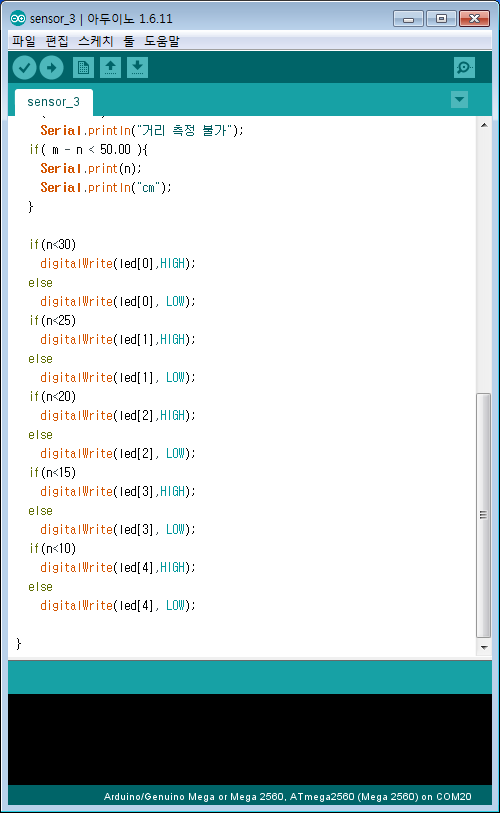 sensor_3 | 아두이노 1.6.11
파일 편집 스케치 툴 도움말
sensor_3
Serial.println("거리 측정 불가");
if( m - n < 50.00 ){
Serial.print(n);
Serial.println("cm");
}
if(n<30)
digitalWrite(led[0],HIGH);
else
digitalWrite(led[0], LOW);
if(n<25)
digitalWrite(led[1],HIGH);
else
digitalWrite(led[1], LOW);
if(n<20)
digitalWrite(led[2],HIGH);
else
digitalWrite(led[2], LOW);
if(n<15)
digitalWrite(led[3],HIGH);
else
digitalWrite(led[3], LOW);
if(n<10)
digitalWrite(led[4],HIGH);
else
digitalWrite(led[4], LOW);
}
Arduino/Genuino Mega or Mega 2560, ATmega2560 (Mega 2560) on COM20